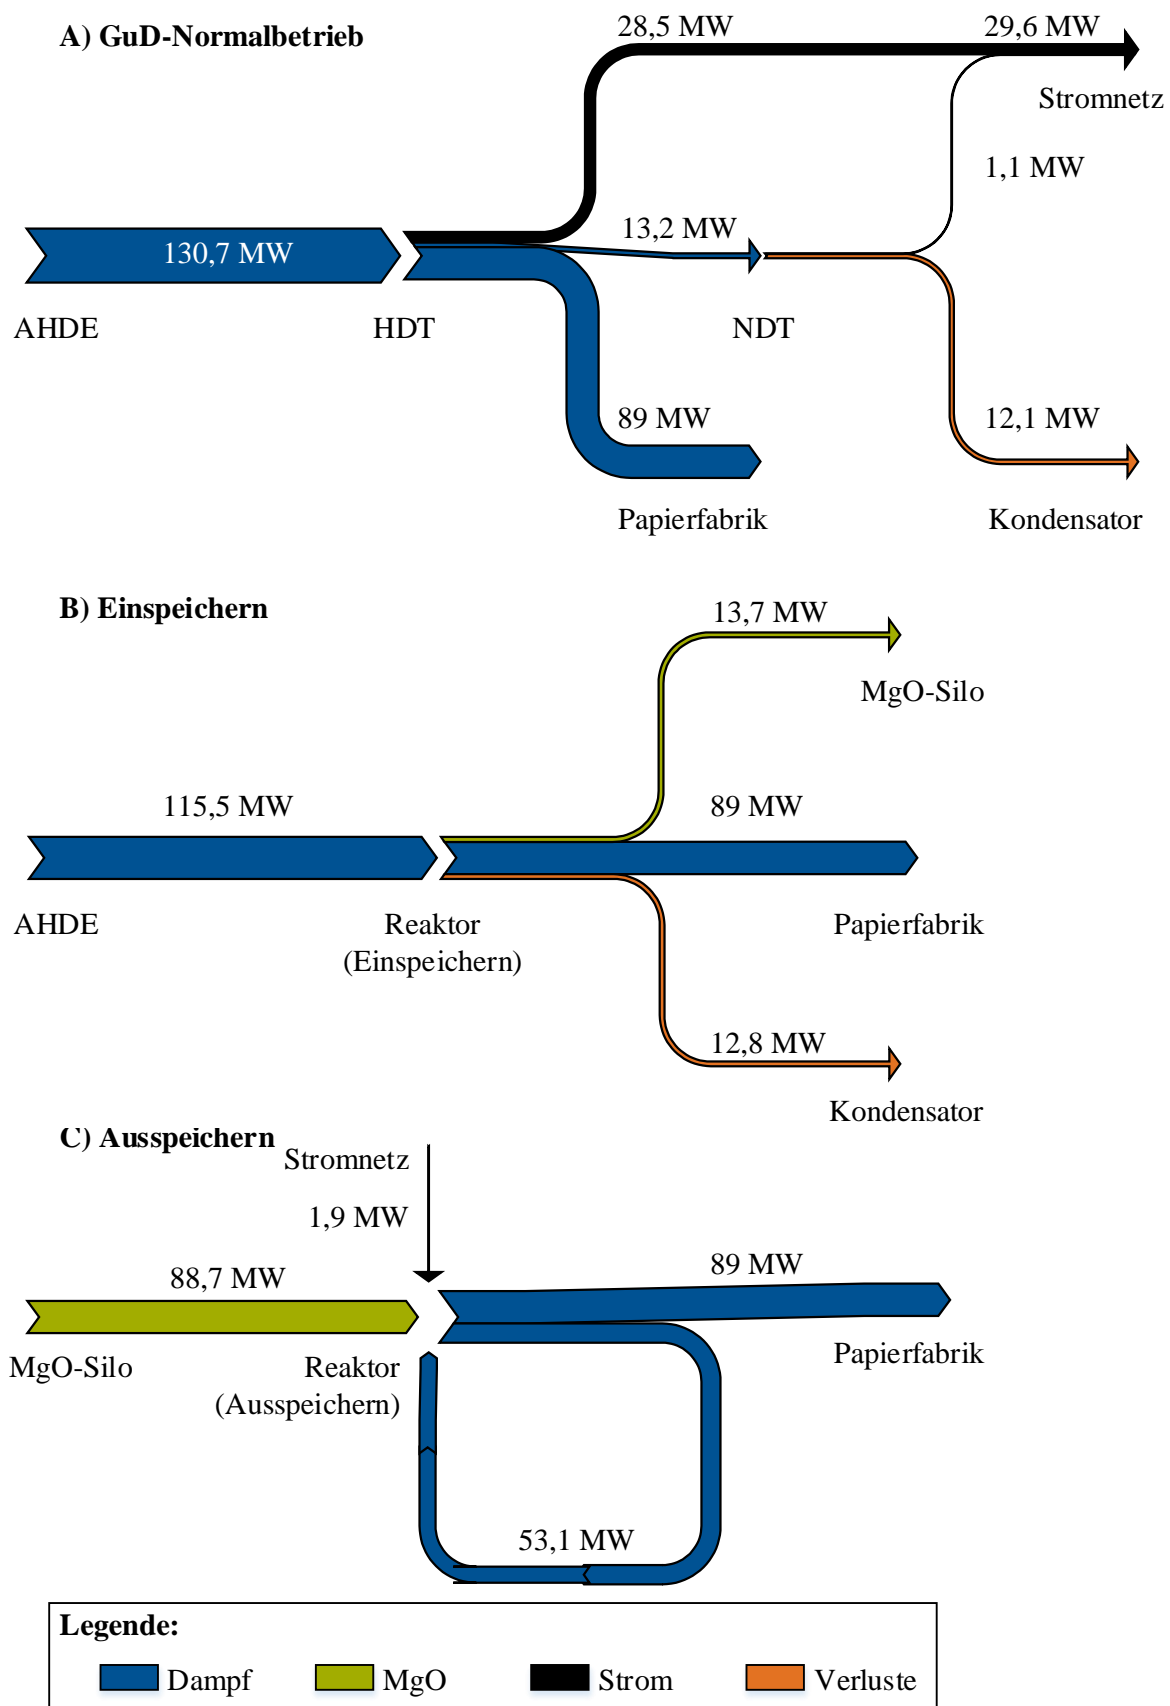 A) GuD-Normalbetrieb
28,5 MW
29,6 MW
Stromnetz
1,1 MW
13,2 MW
130,7 MW
AHDE
HDT
NDT
89 MW
12,1 MW
Papierfabrik
Kondensator
B) Einspeichern
13,7 MW
MgO-Silo
115,5 MW
89 MW
AHDE
Reaktor
(Einspeichern)
Papierfabrik
12,8 MW
Kondensator
C) Ausspeichern
Stromnetz
1,9 MW
88,7 MW
89 MW
MgO-Silo
Reaktor
(Ausspeichern)
Papierfabrik
53,1 MW
Legende:
Dampf
MgO
Strom
Verluste